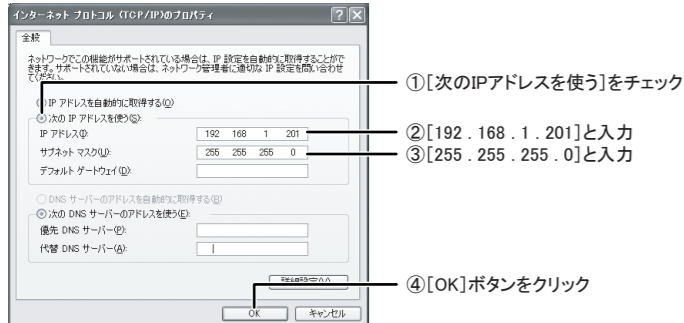 インターネット プロトコル (TCP/IP)のプロパティ
全般
ネットワークでこの機能がサポートされている場合は、IP 設定を自動的に取得することがで
きます。サポートされていない場合は、ネットワーク管理者に適切な IP 設定を問い合わせ
てください。
IP アドレスを自動的に取得する(O)
次の IP アドレスを使う(S):
IP アドレス(I): 192 168 1 201
サブネット マスク(U): 255 255 255 0
デフォルト ゲートウェイ(D):
DNS サーバーのアドレスを自動的に取得する(B)
次の DNS サーバーのアドレスを使う(E):
優先 DNS サーバー(P):
代替 DNS サーバー(A):
OK キャンセル
①[次のIPアドレスを使う]をチェック
②[192 . 168 . 1 . 201]と入力
③[255 . 255 . 255 . 0]と入力
④[OK]ボタンをクリック